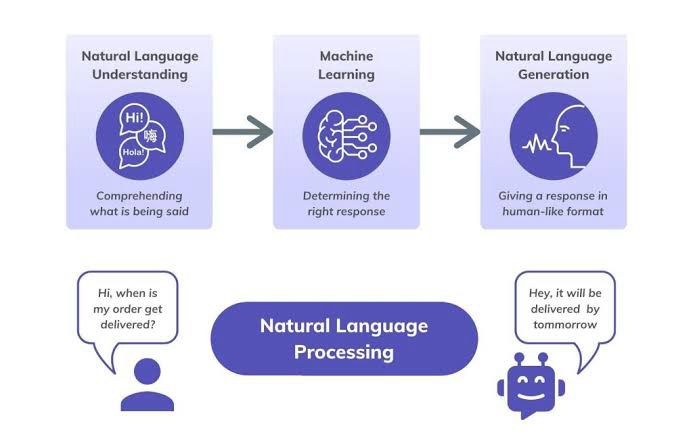 Natural Language
Understanding
Hi!
嗨
Hola!
Comprehending
what is being said
Machine
Learning
Determining the
right response
Natural Language
Generation
Giving a response in
human-like format
Hi, when is
my order get
delivered?
Natural Language
Processing
Hey, it will be
delivered by
tommorrow